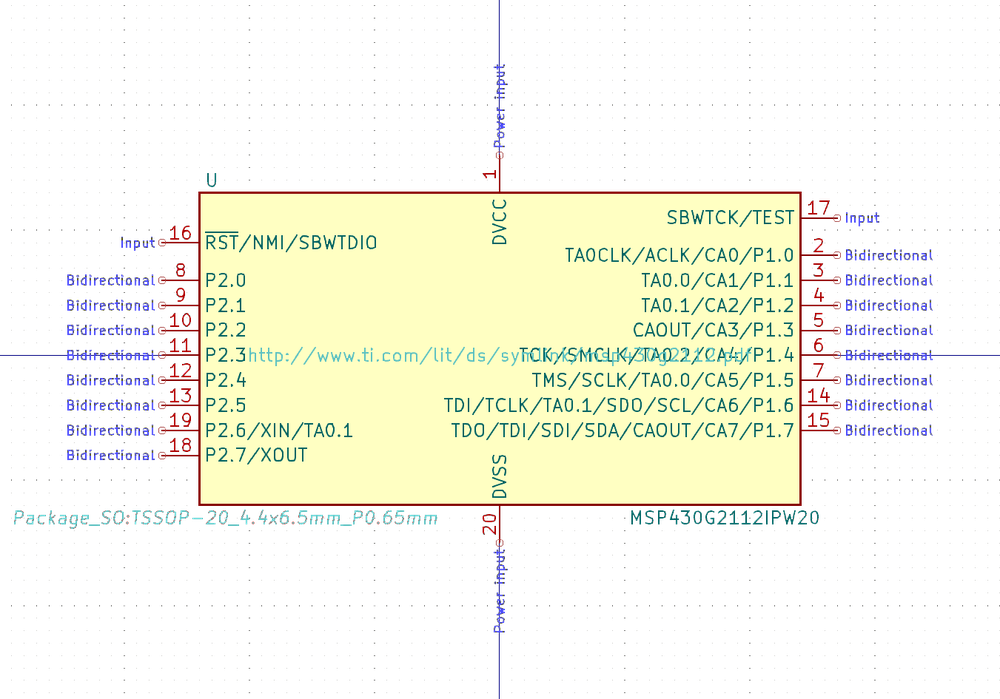 Power input
1
U
DVCC
17 Input
SBWTCK/TEST
Input 16
RST/NMI/SBWTDIO
TA0CLK/ACLK/CA0/P1.0 2 Bidirectional
Bidirectional 8 P2.0
TA0.0/CA1/P1.1 3 Bidirectional
Bidirectional 9 P2.1
TA0.1/CA2/P1.2 4 Bidirectional
Bidirectional 10 P2.2
CAOUT/CA3/P1.3 5 Bidirectional
Bidirectional 11 P2.3
http://www.ti.com/lit/ds/symlink/msp430g2112.pdf
TCK/SMCLK/TA0.2/CA4/P1.4 6 Bidirectional
Bidirectional 12 P2.4
TMS/SCLK/TA0.0/CA5/P1.5 7 Bidirectional
Bidirectional 13 P2.5
TDI/TCLK/TA0.1/SDO/SCL/CA6/P1.6 14 Bidirectional
Bidirectional 19 P2.6/XIN/TA0.1
TDO/TDI/SDI/SDA/CAOUT/CA7/P1.7 15 Bidirectional
Bidirectional 18 P2.7/XOUT
DVSS
Package_SO:TSSOP-20_4.4x6.5mm_P0.65mm
MSP430G2112IPW20
20
Power input